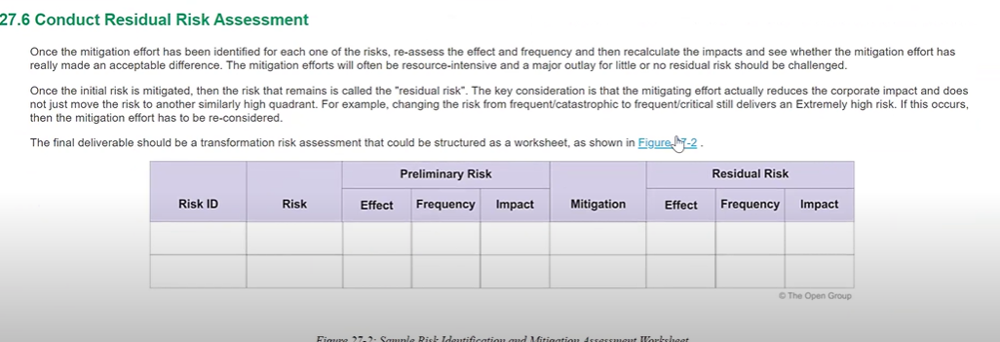 27.6 Conduct Residual Risk Assessment
Once the mitigation effort has been identified for each one of the risks, re-assess the effect and frequency and then recalculate the impacts and see whether the mitigation effort has
really made an acceptable difference. The mitigation efforts will often be resource-intensive and a major outlay for little or no residual risk should be challenged.
Once the initial risk is mitigated, then the risk that remains is called the "residual risk". The key consideration is that the mitigating effort actually reduces the corporate impact and does
not just move the risk to another similarly high quadrant. For example, changing the risk from frequent/catastrophic to frequent/critical still delivers an Extremely high risk. If this occurs,
then the mitigation effort has to be re-considered.
The final deliverable should be a transformation risk assessment that could be structured as a worksheet, as shown in Figure 27-2 .
Preliminary Risk Residual Risk
Risk ID Risk Effect Frequency Impact Mitigation Effect Frequency Impact
© The Open Group
Figure 27-2: Sample Risk Identification and Mitigation Assessment Worksheet